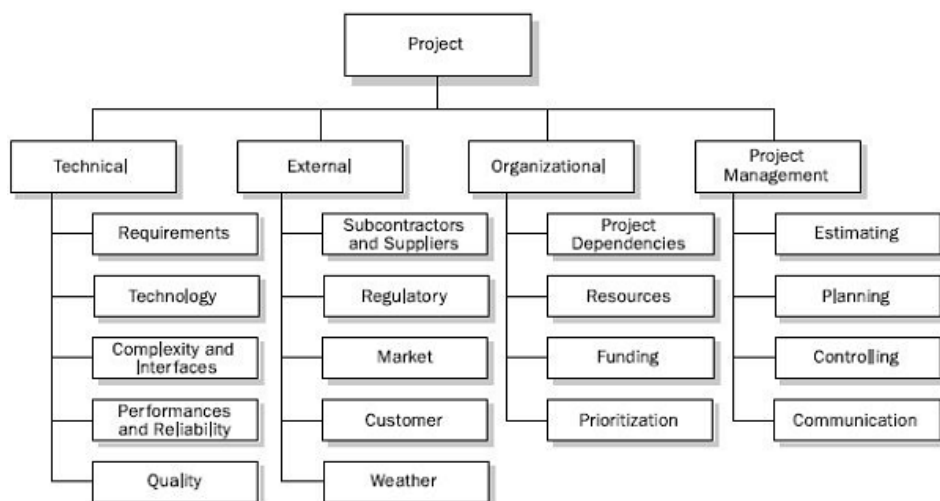 Project
Technical
External
Organizational
Project
Management
Requirements
Technology
Complexity and
Interfaces
Performances
and Reliability
Quality
Subcontractors
and Suppliers
Regulatory
Market
Customer
Weather
Project
Dependencies
Resources
Funding
Prioritization
Estimating
Planning
Controlling
Communication